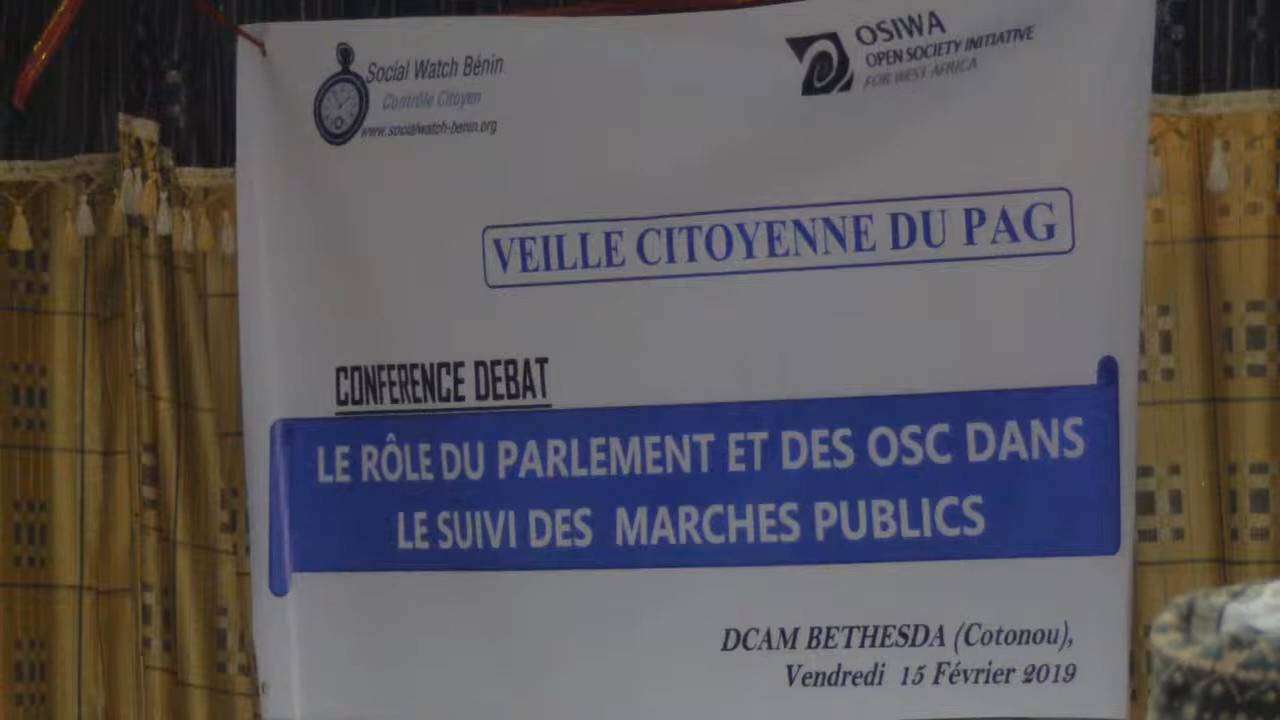 Social Watch Bénin
Contrôle Citoyen
www.socialwatch-benin.org
OSIWA
OPEN SOCIETY INITIATIVE
FOR WEST AFRICA
VEILLE CITOYENNE DU PAG
CONFERENCE DEBAT
LE RÔLE DU PARLEMENT ET DES OSC DANS
LE SUIVI DES MARCHES PUBLICS
DCAM BETHESDA (Cotonou),
Vendredi 15 Février 2019